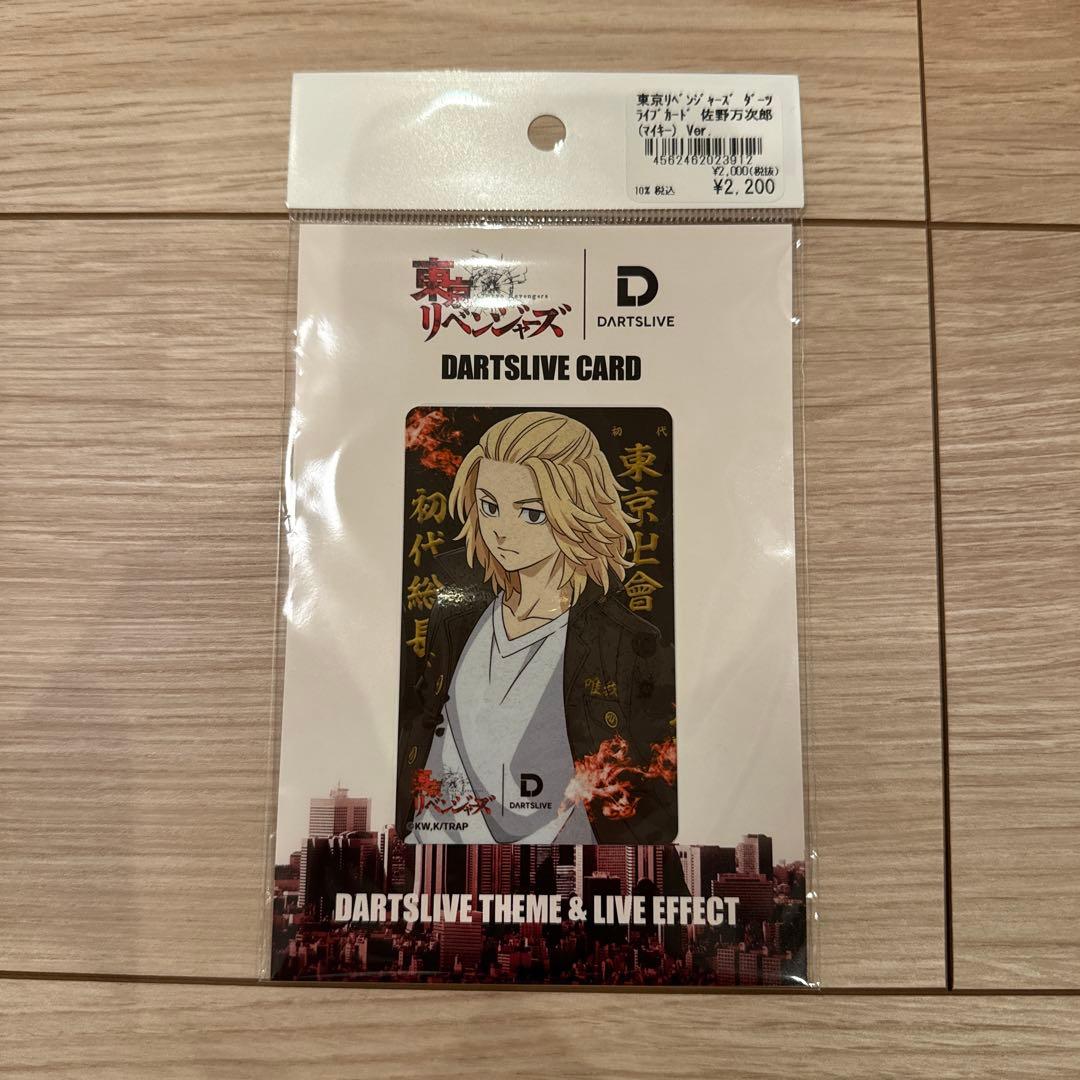 東京ﾘﾍﾞﾝｼﾞｬｰｽﾞ ﾀﾞｰﾂ
ﾗｲﾌﾞｶｰﾄﾞ 佐野万次郎
(ﾏｲｷｰ) Ver.
4562462023912
¥2,000(税抜)
10% 税込 ¥2,200
東京
リベンジャーズ
DARTSLIVE
DARTSLIVE CARD
初代
東京卍會
初代総長
唯我
東京
リベンジャーズ
DARTSLIVE
©KW,K/TRAP
DARTSLIVE THEME & LIVE EFFECT